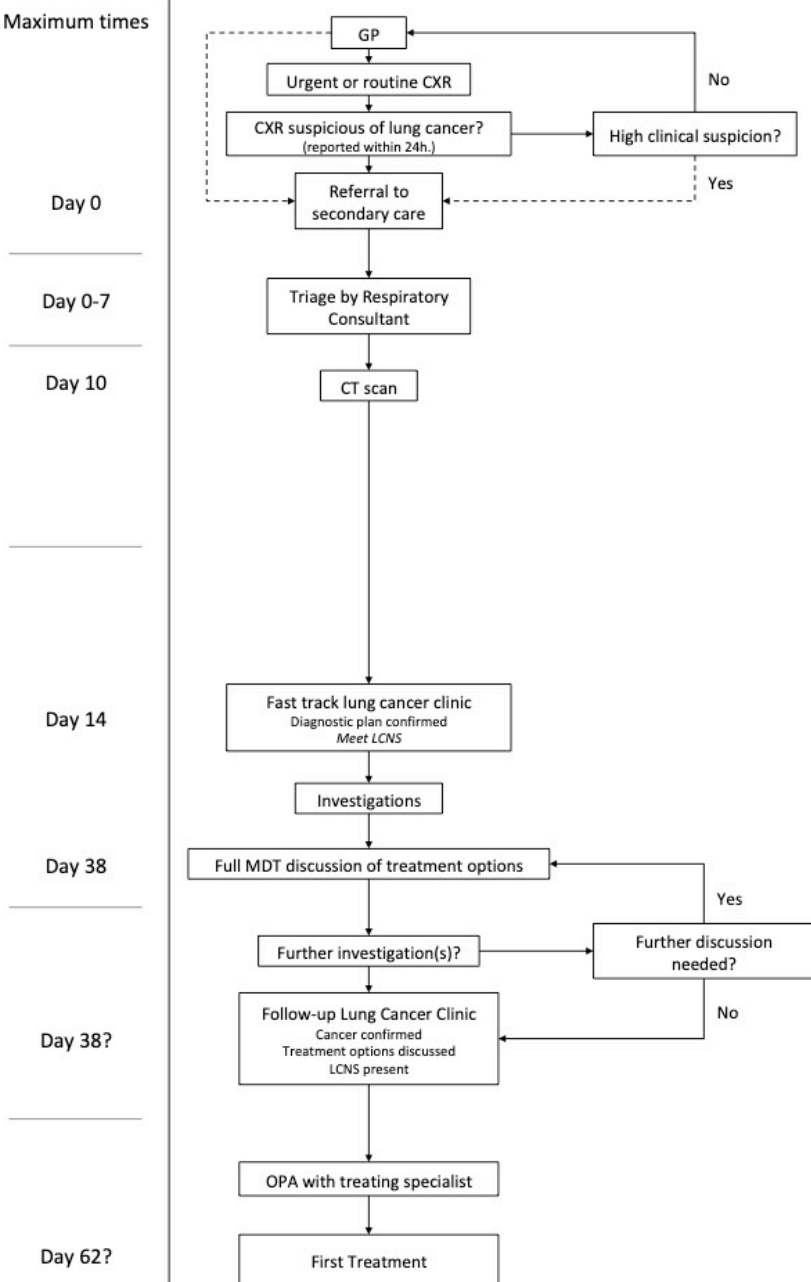 Maximum times
GP
Urgent or routine CXR
No
CXR suspicious of lung cancer?
(reported within 24h.)
High clinical suspicion?
Yes
Day 0
Referral to
secondary care
Day 0-7
Triage by Respiratory
Consultant
Day 10
CT scan
Day 14
Fast track lung cancer clinic
Diagnostic plan confirmed
Meet LCNS
Investigations
Day 38
Full MDT discussion of treatment options
Yes
Further investigation(s)?
Further discussion
needed?
No
Day 38?
Follow-up Lung Cancer Clinic
Cancer confirmed
Treatment options discussed
LCNS present
OPA with treating specialist
Day 62?
First Treatment